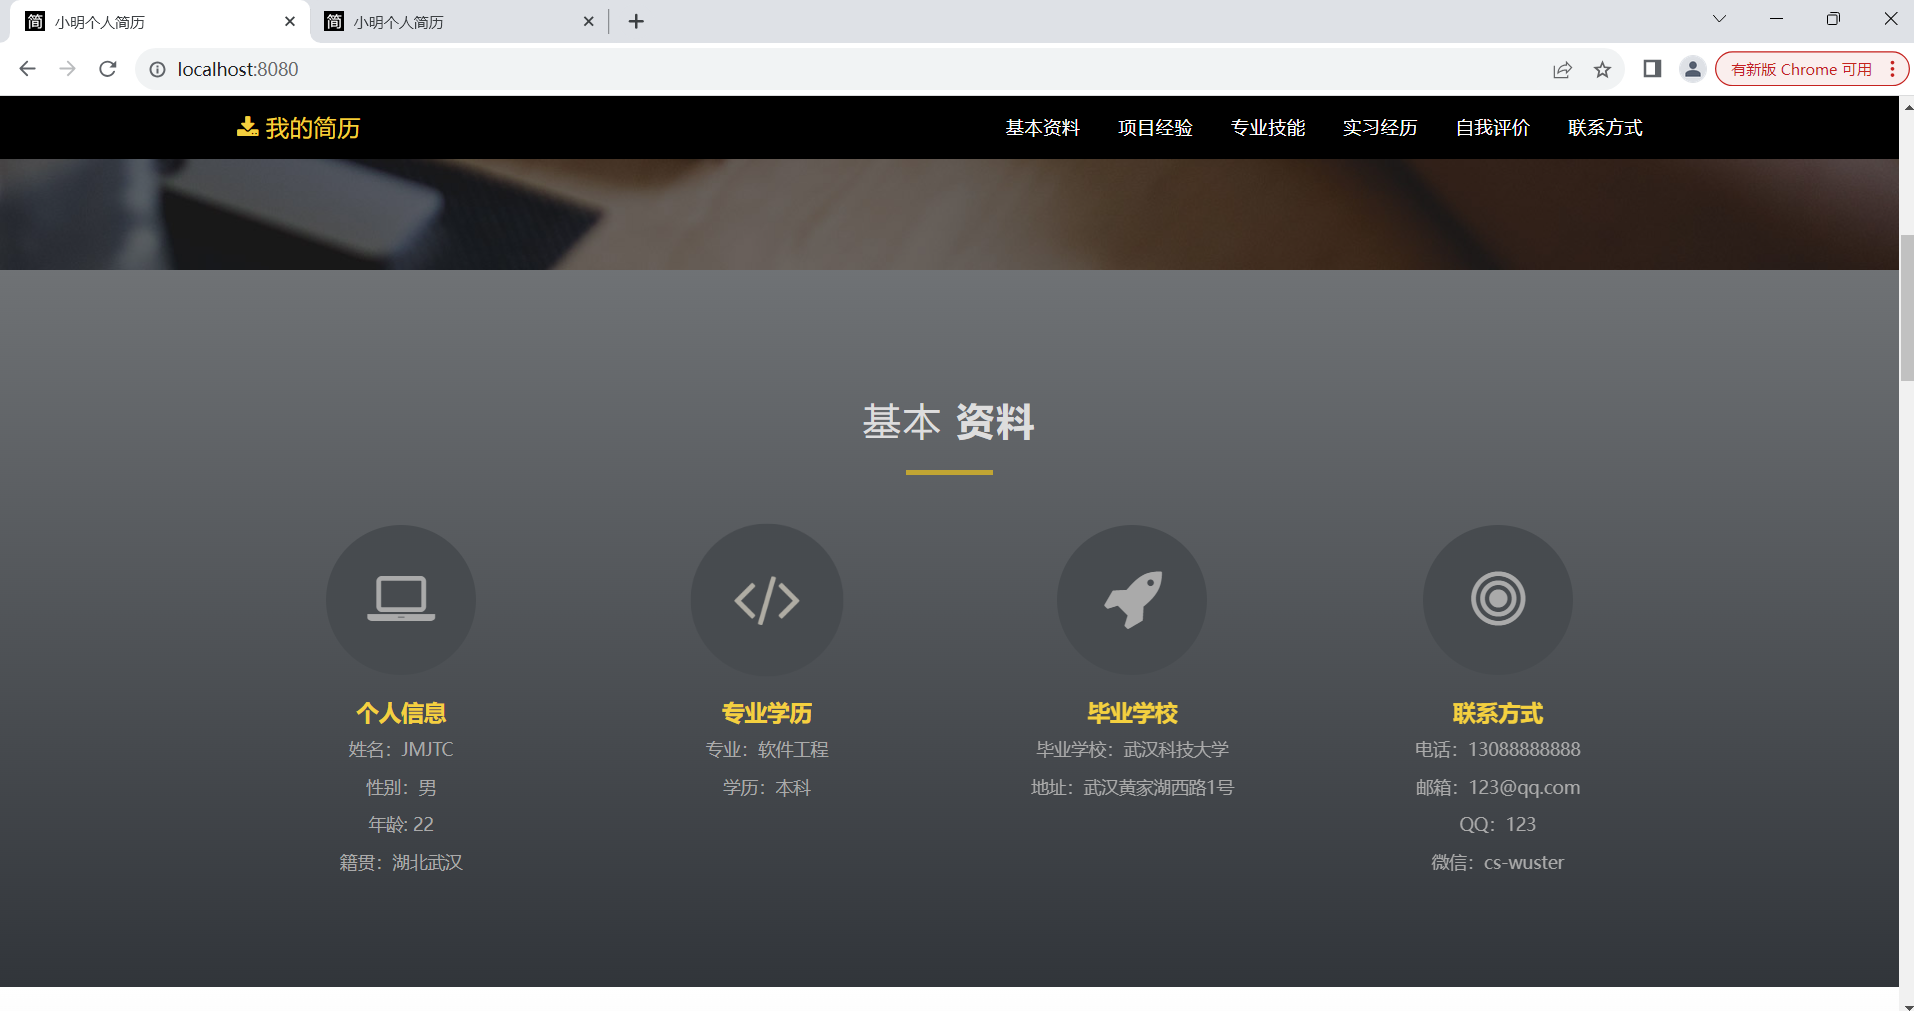 简 小明个人简历
简 小明个人简历
localhost:8080
有新版 Chrome 可用
我的简历
基本资料 项目经验 专业技能 实习经历 自我评价 联系方式
基本 资料
个人信息
姓名：JMJTC
性别：男
年龄: 22
籍贯：湖北武汉
专业学历
专业：软件工程
学历：本科
毕业学校
毕业学校：武汉科技大学
地址：武汉黄家湖西路1号
联系方式
电话：13088888888
邮箱：123@qq.com
QQ：123
微信：cs-wuster